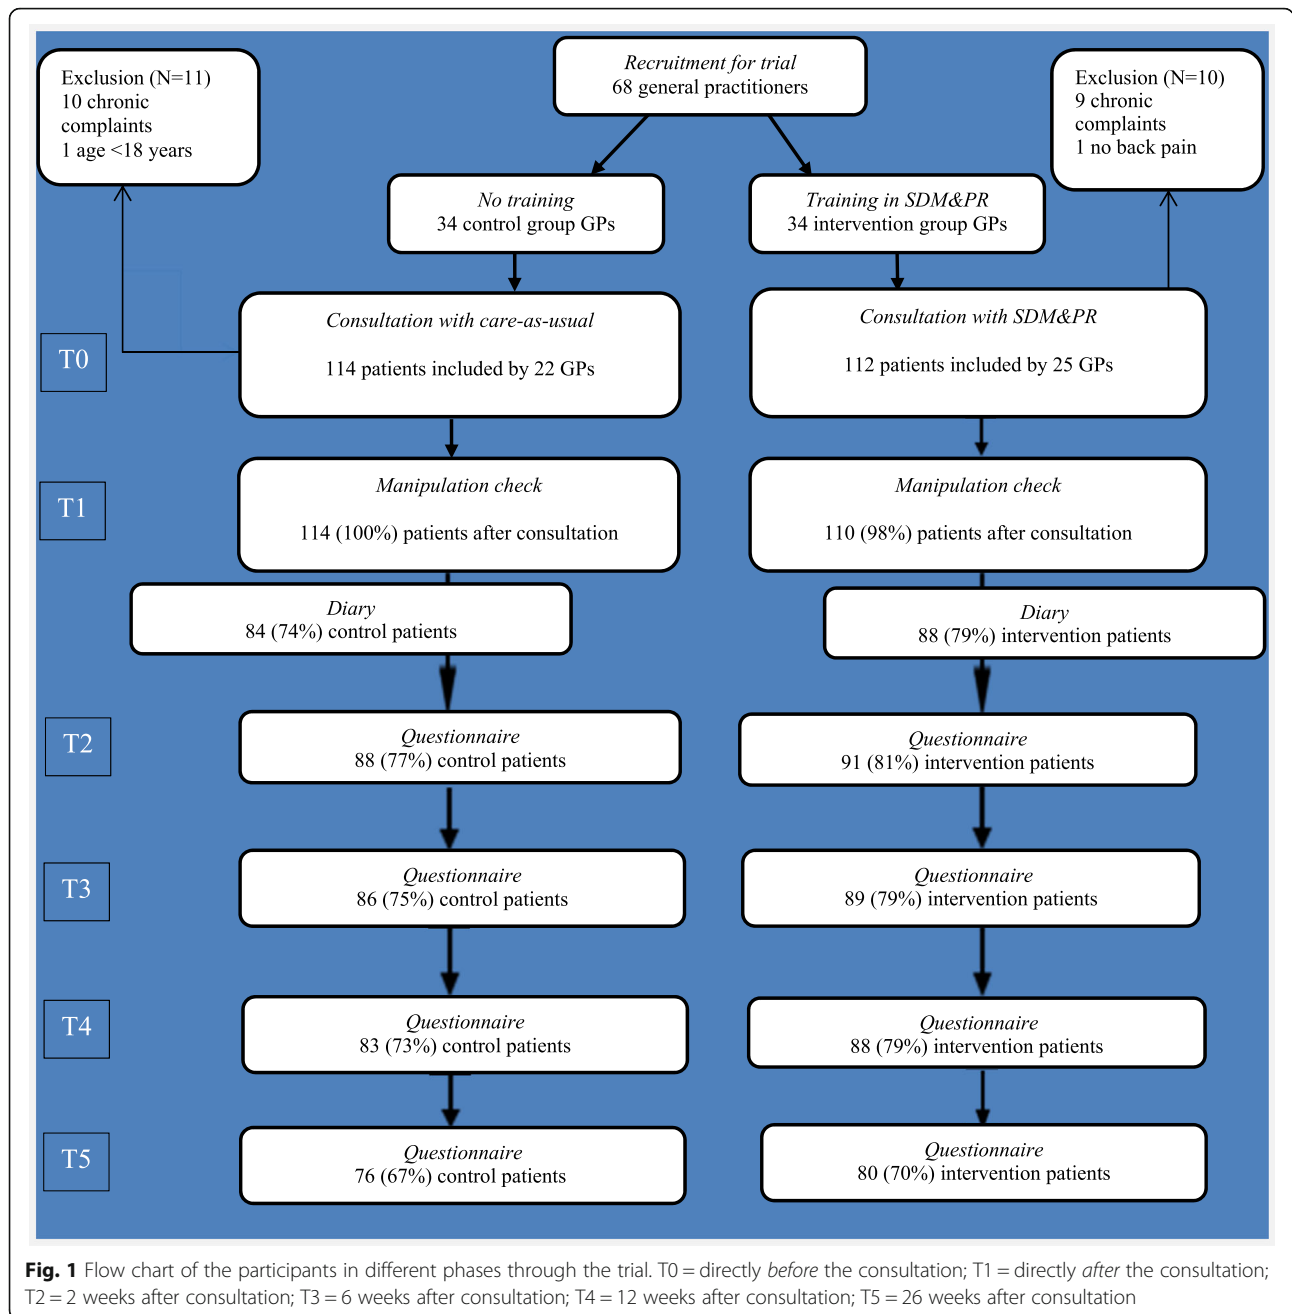 Recruitment for trial
68 general practitioners
Exclusion (N=11)
10 chronic
complaints
1 age <18 years
Exclusion (N=10)
9 chronic
complaints
1 no back pain
No training
34 control group GPs
Training in SDM&PR
34 intervention group GPs
T0
Consultation with care-as-usual
114 patients included by 22 GPs
Consultation with SDM&PR
112 patients included by 25 GPs
T1
Manipulation check
114 (100%) patients after consultation
Manipulation check
110 (98%) patients after consultation
Diary
84 (74%) control patients
Diary
88 (79%) intervention patients
T2
Questionnaire
88 (77%) control patients
Questionnaire
91 (81%) intervention patients
T3
Questionnaire
86 (75%) control patients
Questionnaire
89 (79%) intervention patients
T4
Questionnaire
83 (73%) control patients
Questionnaire
88 (79%) intervention patients
T5
Questionnaire
76 (67%) control patients
Questionnaire
80 (70%) intervention patients
Fig. 1 Flow chart of the participants in different phases through the trial. T0 = directly before the consultation; T1 = directly after the consultation;
T2 = 2 weeks after consultation; T3 = 6 weeks after consultation; T4 = 12 weeks after consultation; T5 = 26 weeks after consultation